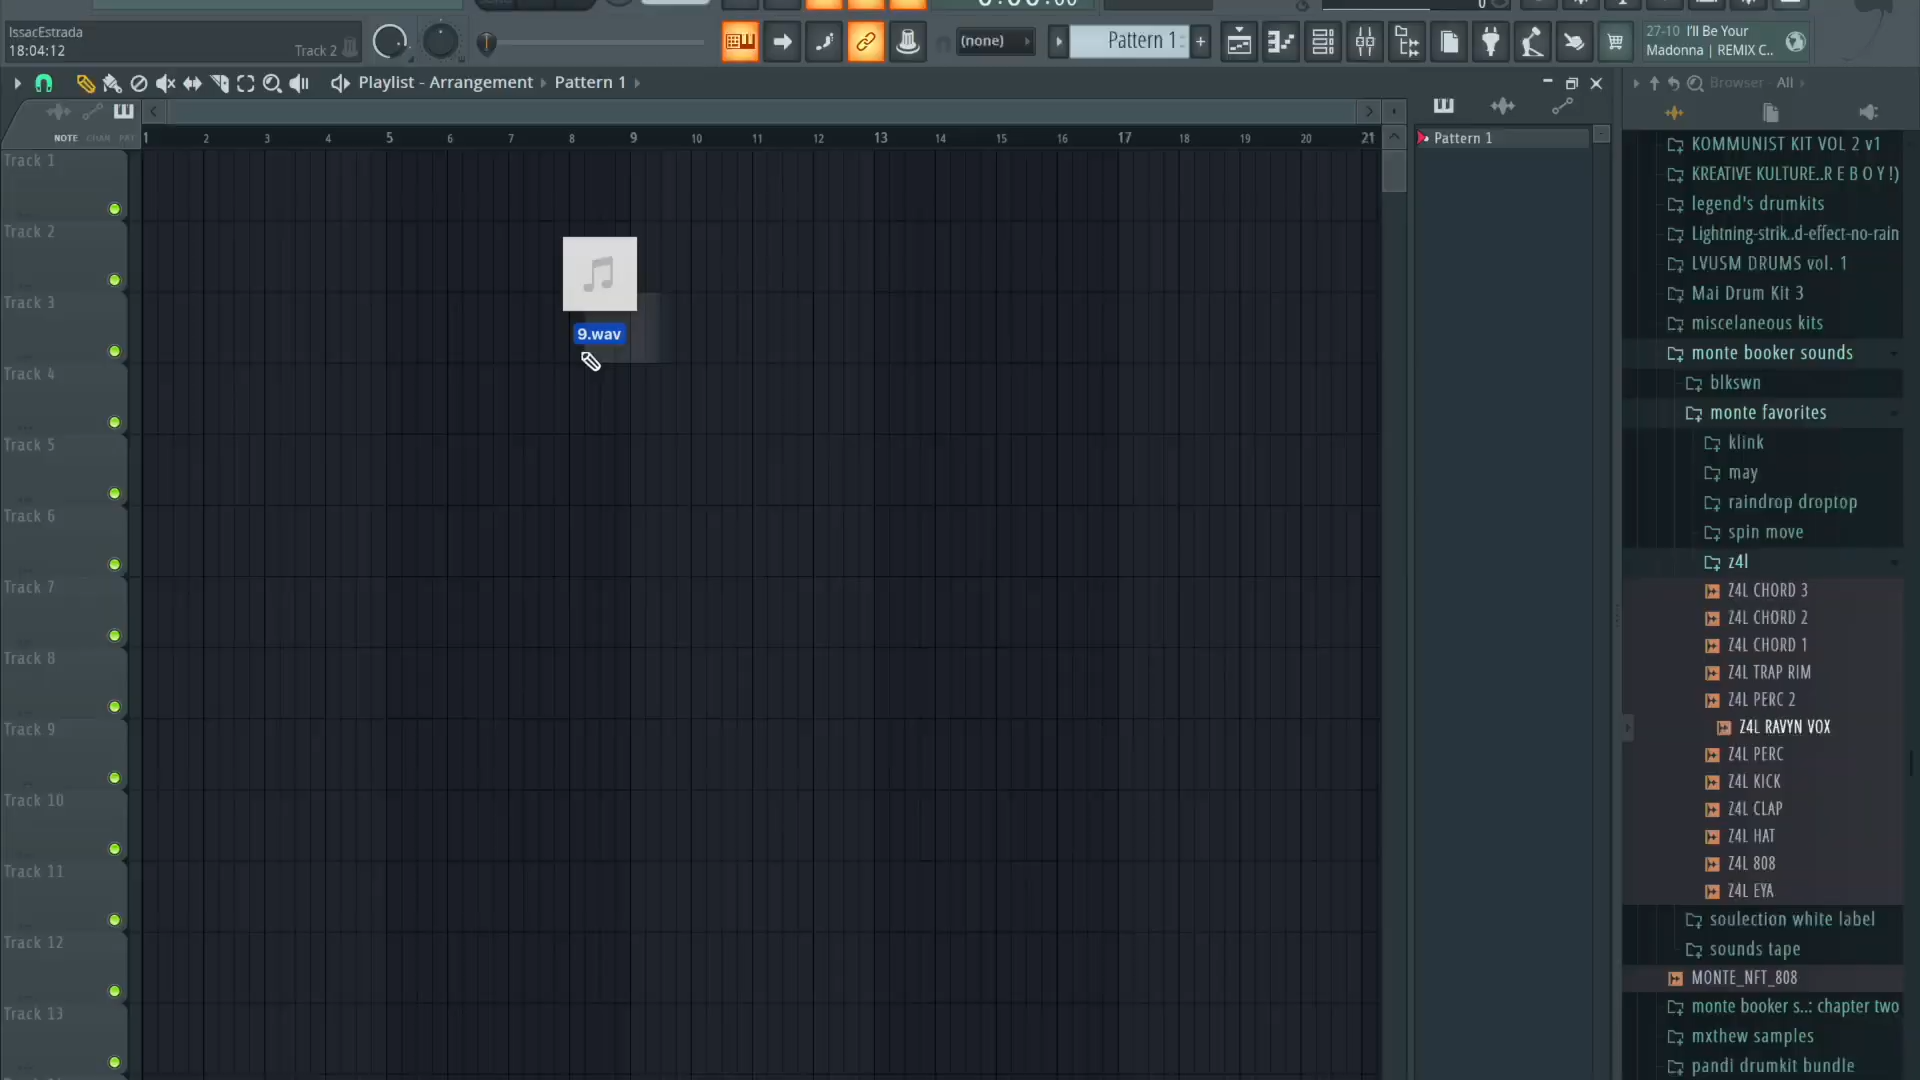 0:00:00
0
IssacEstrada
18:04:12
Track 2
(none)
Pattern 1
+
27-10 I'll Be Your
Madonna | REMIX C..
Playlist - Arrangement
Pattern 1
Browser
All
NOTE CHAN PAT
1 2 3 4 5 6 7 8 9 10 11 12 13 14 15 16 17 18 19 20 21
Pattern 1
Track 1
Track 2
Track 3
Track 4
Track 5
Track 6
Track 7
Track 8
Track 9
Track 10
Track 11
Track 12
Track 13
9.wav
KOMMUNIST KIT VOL 2 v1
KREATIVE KULTURE..R E B O Y !)
legend's drumkits
Lightning-strik..d-effect-no-rain
LVUSM DRUMS vol. 1
Mai Drum Kit 3
miscelaneous kits
monte booker sounds
blkswn
monte favorites
klink
may
raindrop droptop
spin move
z4l
Z4L CHORD 3
Z4L CHORD 2
Z4L CHORD 1
Z4L TRAP RIM
Z4L PERC 2
Z4L RAVYN VOX
Z4L PERC
Z4L KICK
Z4L CLAP
Z4L HAT
Z4L 808
Z4L EYA
soulection white label
sounds tape
MONTE_NFT_808
monte booker s..: chapter two
mxthew samples
pandi drumkit bundle